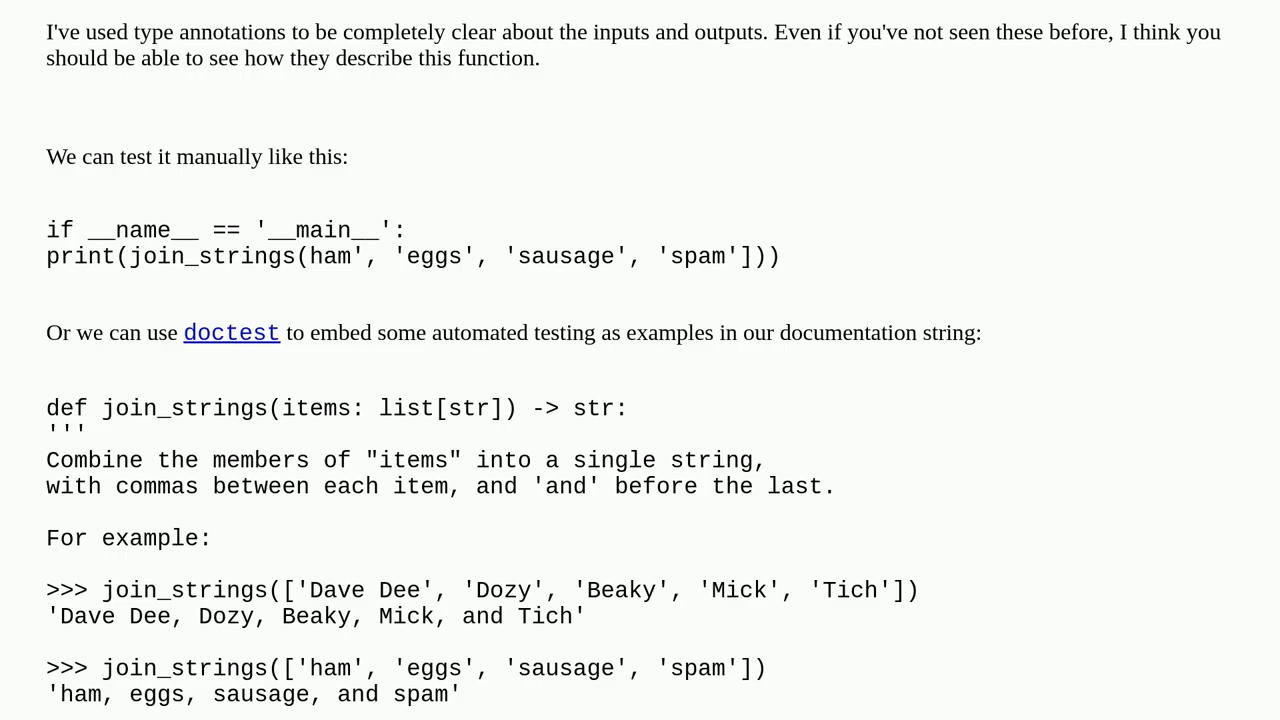 I've used type annotations to be completely clear about the inputs and outputs. Even if you've not seen these before, I think you
should be able to see how they describe this function.
We can test it manually like this:
if __name__ == '__main__':
print(join_strings(ham', 'eggs', 'sausage', 'spam']))
Or we can use doctest to embed some automated testing as examples in our documentation string:
def join_strings(items: list[str]) -> str:
'''
Combine the members of "items" into a single string,
with commas between each item, and 'and' before the last.
For example:
>>> join_strings(['Dave Dee', 'Dozy', 'Beaky', 'Mick', 'Tich'])
'Dave Dee, Dozy, Beaky, Mick, and Tich'
>>> join_strings(['ham', 'eggs', 'sausage', 'spam'])
'ham, eggs, sausage, and spam'